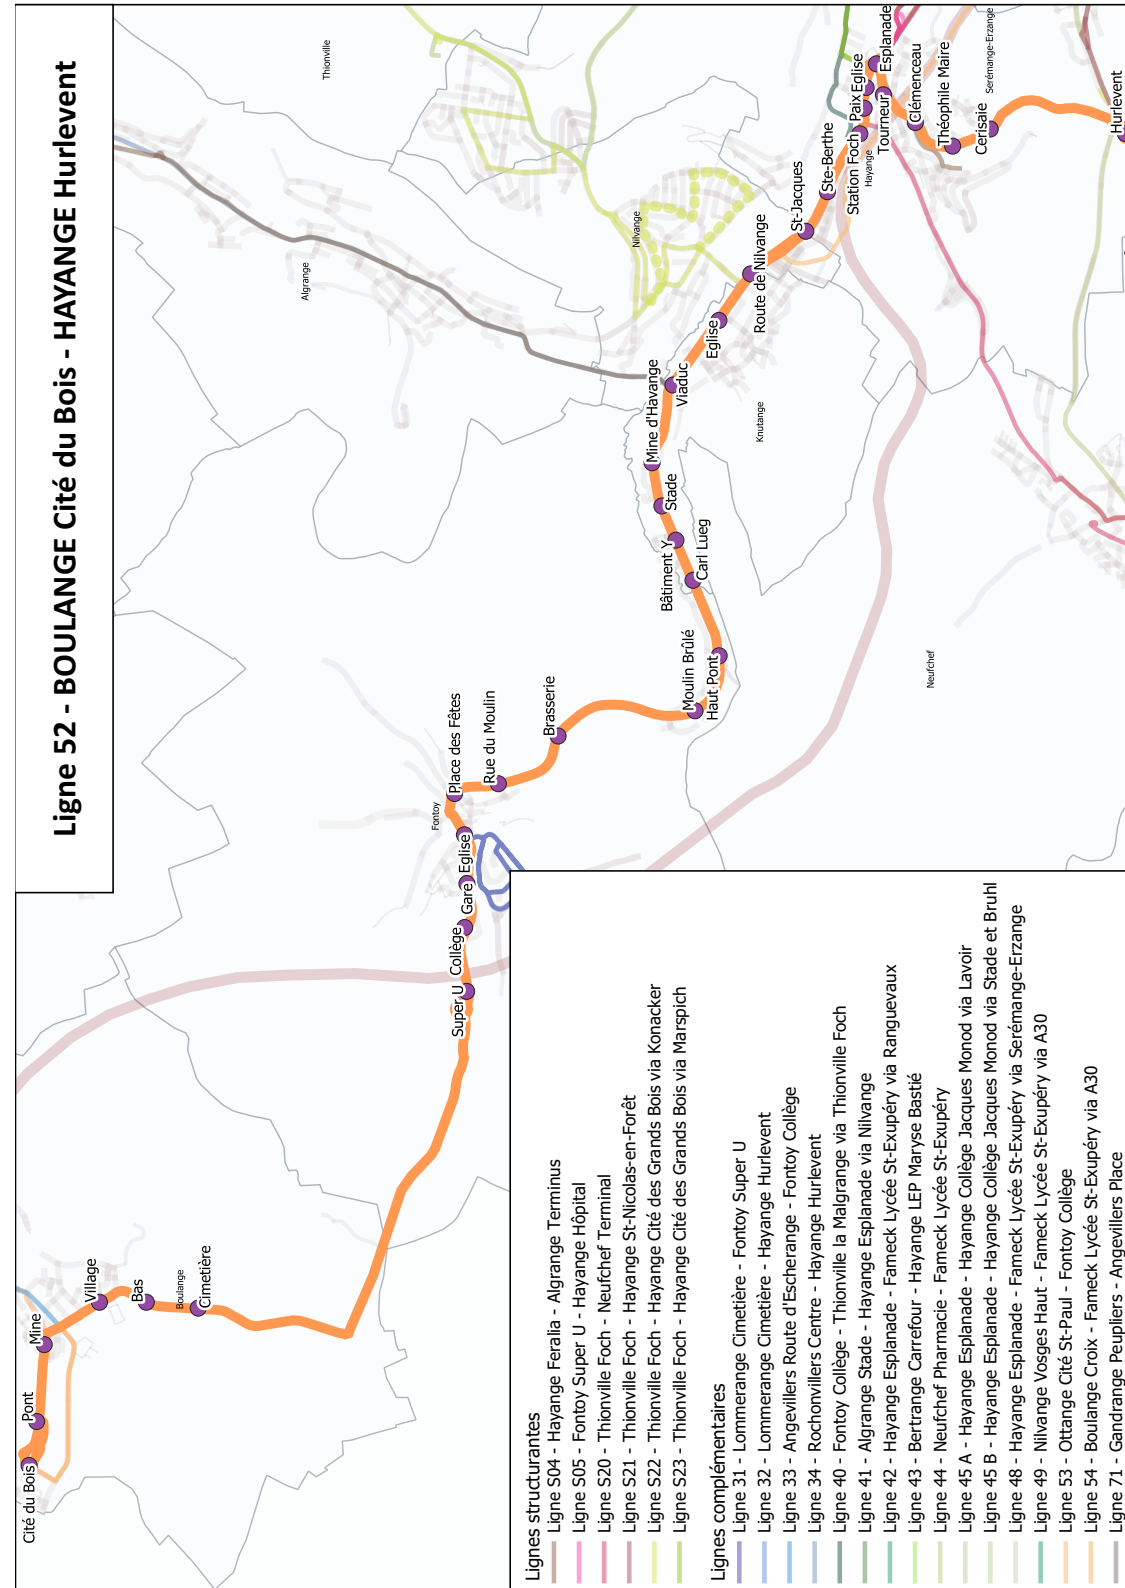 Ligne 52 - BOULANGE Cité du Bois - HAYANGE Hurlevent
Cité du Bois
Pont
Mine
Village
Bas
Boulange
Cimetière
Super U
Collège
Gare
Eglise
Fontoy
Place des Fêtes
Rue du Moulin
Brasserie
Moulin Brûlé
Haut Pont
Carl Lueg
Bâtiment Y
Stade
Mine d'Havange
Viaduc
Eglise
Route de Nilvange
St-Jacques
Ste-Berthe
Station Foch
Hayange
Paix
Eglise
Esplanade
Tourneur
Clémenceau
Théophile Maire
Cerisaie
Hurlevent
Thionville
Algrange
Nilvange
Knutange
Neufchef
Serémange-Erzange
Lignes structurantes
Ligne S04 - Hayange Feralia - Algrange Terminus
Ligne S05 - Fontoy Super U - Hayange Hôpital
Ligne S20 - Thionville Foch - Neufchef Terminal
Ligne S21 - Thionville Foch - Hayange St-Nicolas-en-Forêt
Ligne S22 - Thionville Foch - Hayange Cité des Grands Bois via Konacker
Ligne S23 - Thionville Foch - Hayange Cité des Grands Bois via Marspich
Lignes complémentaires
Ligne 31 - Lommerange Cimetière - Fontoy Super U
Ligne 32 - Lommerange Cimetière - Hayange Hurlevent
Ligne 33 - Angevillers Route d'Escherange - Fontoy Collège
Ligne 34 - Rochonvillers Centre - Hayange Hurlevent
Ligne 40 - Fontoy Collège - Thionville la Malgrange via Thionville Foch
Ligne 41 - Algrange Stade - Hayange Esplanade via Nilvange
Ligne 42 - Hayange Esplanade - Fameck Lycée St-Exupéry via Ranguevaux
Ligne 43 - Bertrange Carrefour - Hayange LEP Maryse Bastié
Ligne 44 - Neufchef Pharmacie - Fameck Lycée St-Exupéry
Ligne 45 A - Hayange Esplanade - Hayange Collège Jacques Monod via Lavoir
Ligne 45 B - Hayange Esplanade - Hayange Collège Jacques Monod via Stade et Bruhl
Ligne 48 - Hayange Esplanade - Fameck Lycée St-Exupéry via Serémange-Erzange
Ligne 49 - Nilvange Vosges Haut - Fameck Lycée St-Exupéry via A30
Ligne 53 - Ottange Cité St-Paul - Fontoy Collège
Ligne 54 - Boulange Croix - Fameck Lycée St-Exupéry via A30
Ligne 71 - Gandrange Peupliers - Angevillers Place